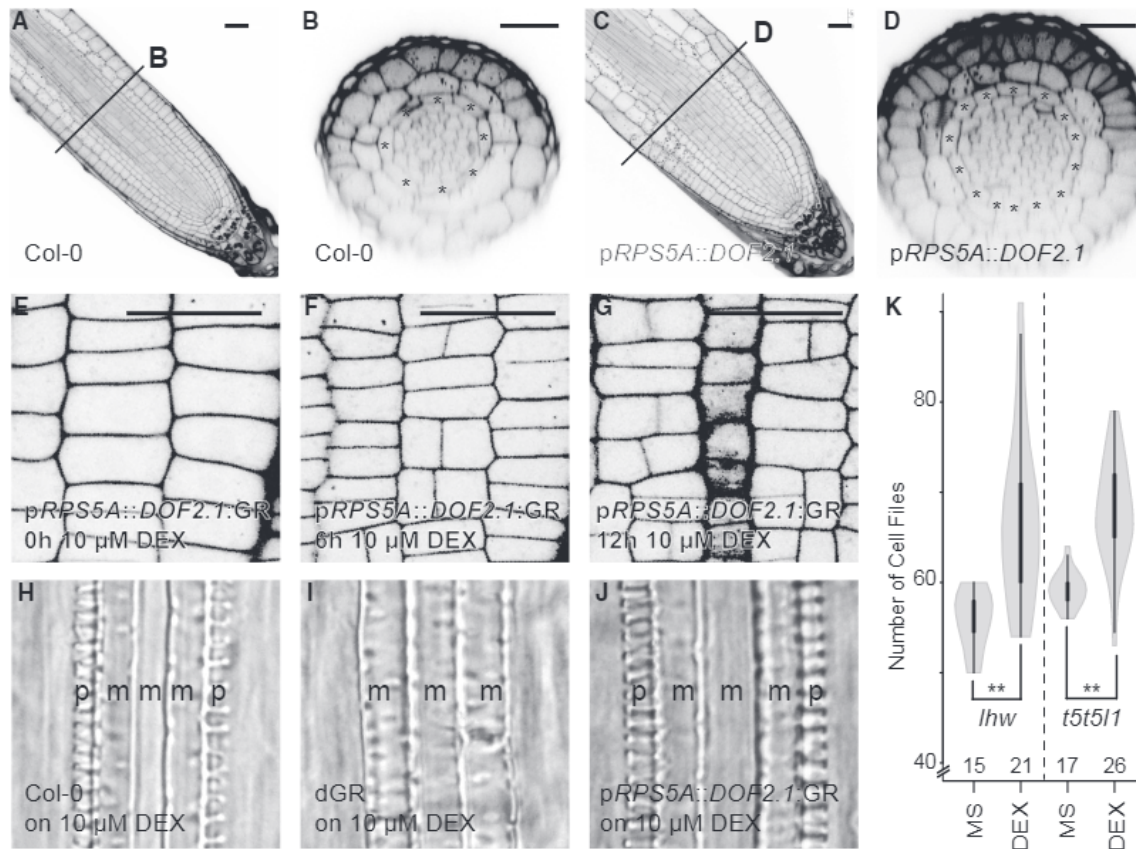 A
B
Col-0
B
Col-0
C
D
pRPS5A::DOF2.1
D
pRPS5A::DOF2.1
E
pRPS5A::DOF2.1:GR
0h 10 µM DEX
F
pRPS5A::DOF2.1:GR
6h 10 µM DEX
G
pRPS5A::DOF2.1:GR
12h 10 µM DEX
H
p m m m p
Col-0
on 10 µM DEX
I
m m m
dGR
on 10 µM DEX
J
p m m m p
pRPS5A::DOF2.1:GR
on 10 µM DEX
K
Number of Cell Files
80
60
40
** **
lhw t5t5l1
15 21 17 26
MS DEX MS DEX